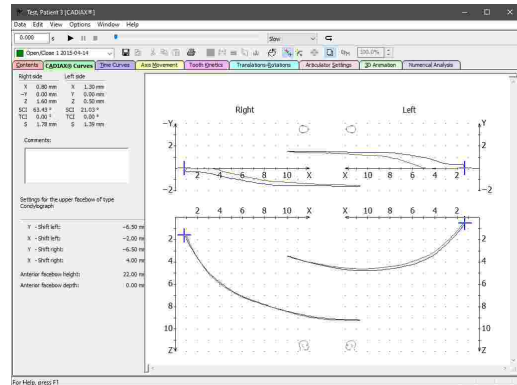 Test, Patient 3 [CADIAX®]
Data Edit View Options Window Help
0.000 s Slow
Open/Close 1 2015-04-14 100.0%
Contents CADIAX® Curves Time Curves Axis Movement Tooth Kinetics Translations-Rotations Articulator Settings 3D Animation Numerical Analysis
Right side Left side
X 0.80 mm X 1.30 mm
-Y 0.00 mm Y 0.00 mm
Z 1.60 mm Z 0.50 mm
SCI 63.43 ° SCI 21.03 °
TCI 0.00 ° TCI 0.00 °
S 1.78 mm S 1.39 mm
Comments:
Settings for the upper facebow of type
Condylograph
Y - Shift left: -6.50 mm
X - Shift left: -2.00 mm
Y - Shift right: -6.50 mm
X - Shift right: 4.00 mm
Anterior facebow height: 22.00 mm
Anterior facebow depth: 0.00 mm
Right Left
-Y Y
2 2
2 4 6 8 10 X X 10 8 6 4 2
-2 -2
2 4 6 8 10 X X 10 8 6 4 2
2 2
4 4
6 6
8 8
10 10
Z Z
For Help, press F1